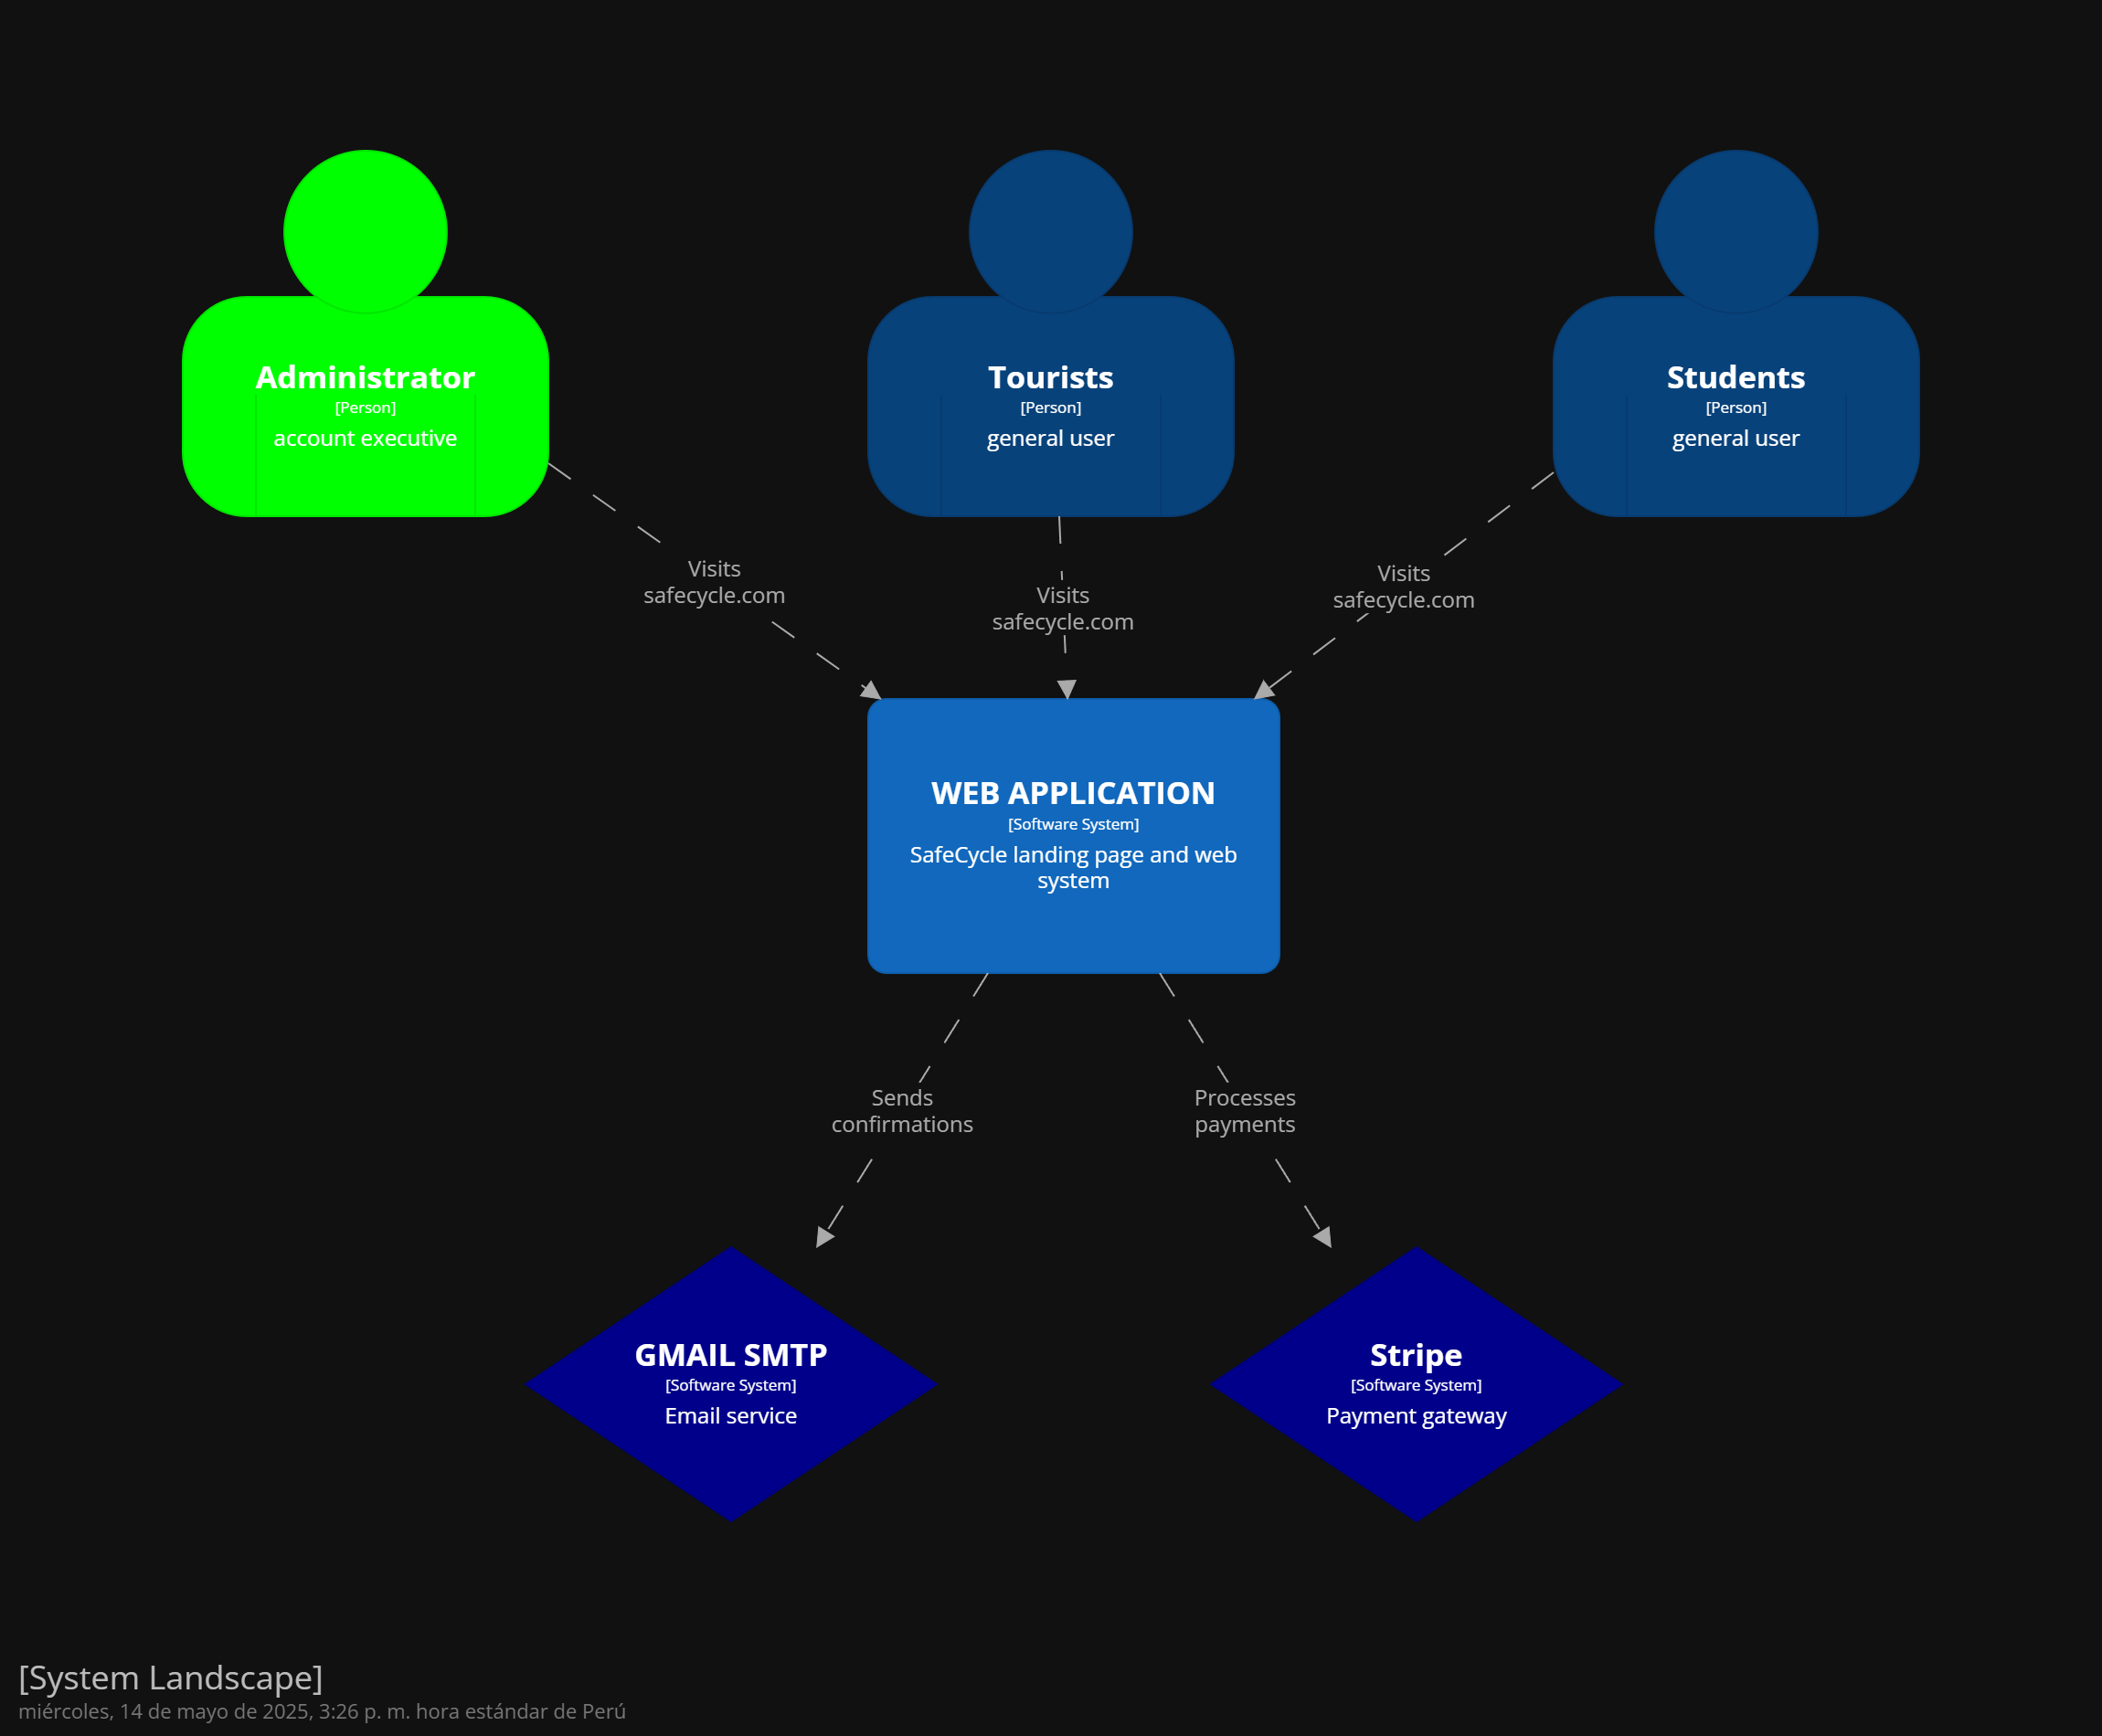 Administrator
[Person]
account executive
Tourists
[Person]
general user
Students
[Person]
general user
Visits
safecycle.com
Visits
safecycle.com
Visits
safecycle.com
WEB APPLICATION
[Software System]
SafeCycle landing page and web
system
Sends
confirmations
Processes
payments
GMAIL SMTP
[Software System]
Email service
Stripe
[Software System]
Payment gateway
[System Landscape]
miércoles, 14 de mayo de 2025, 3:26 p. m. hora estándar de Perú